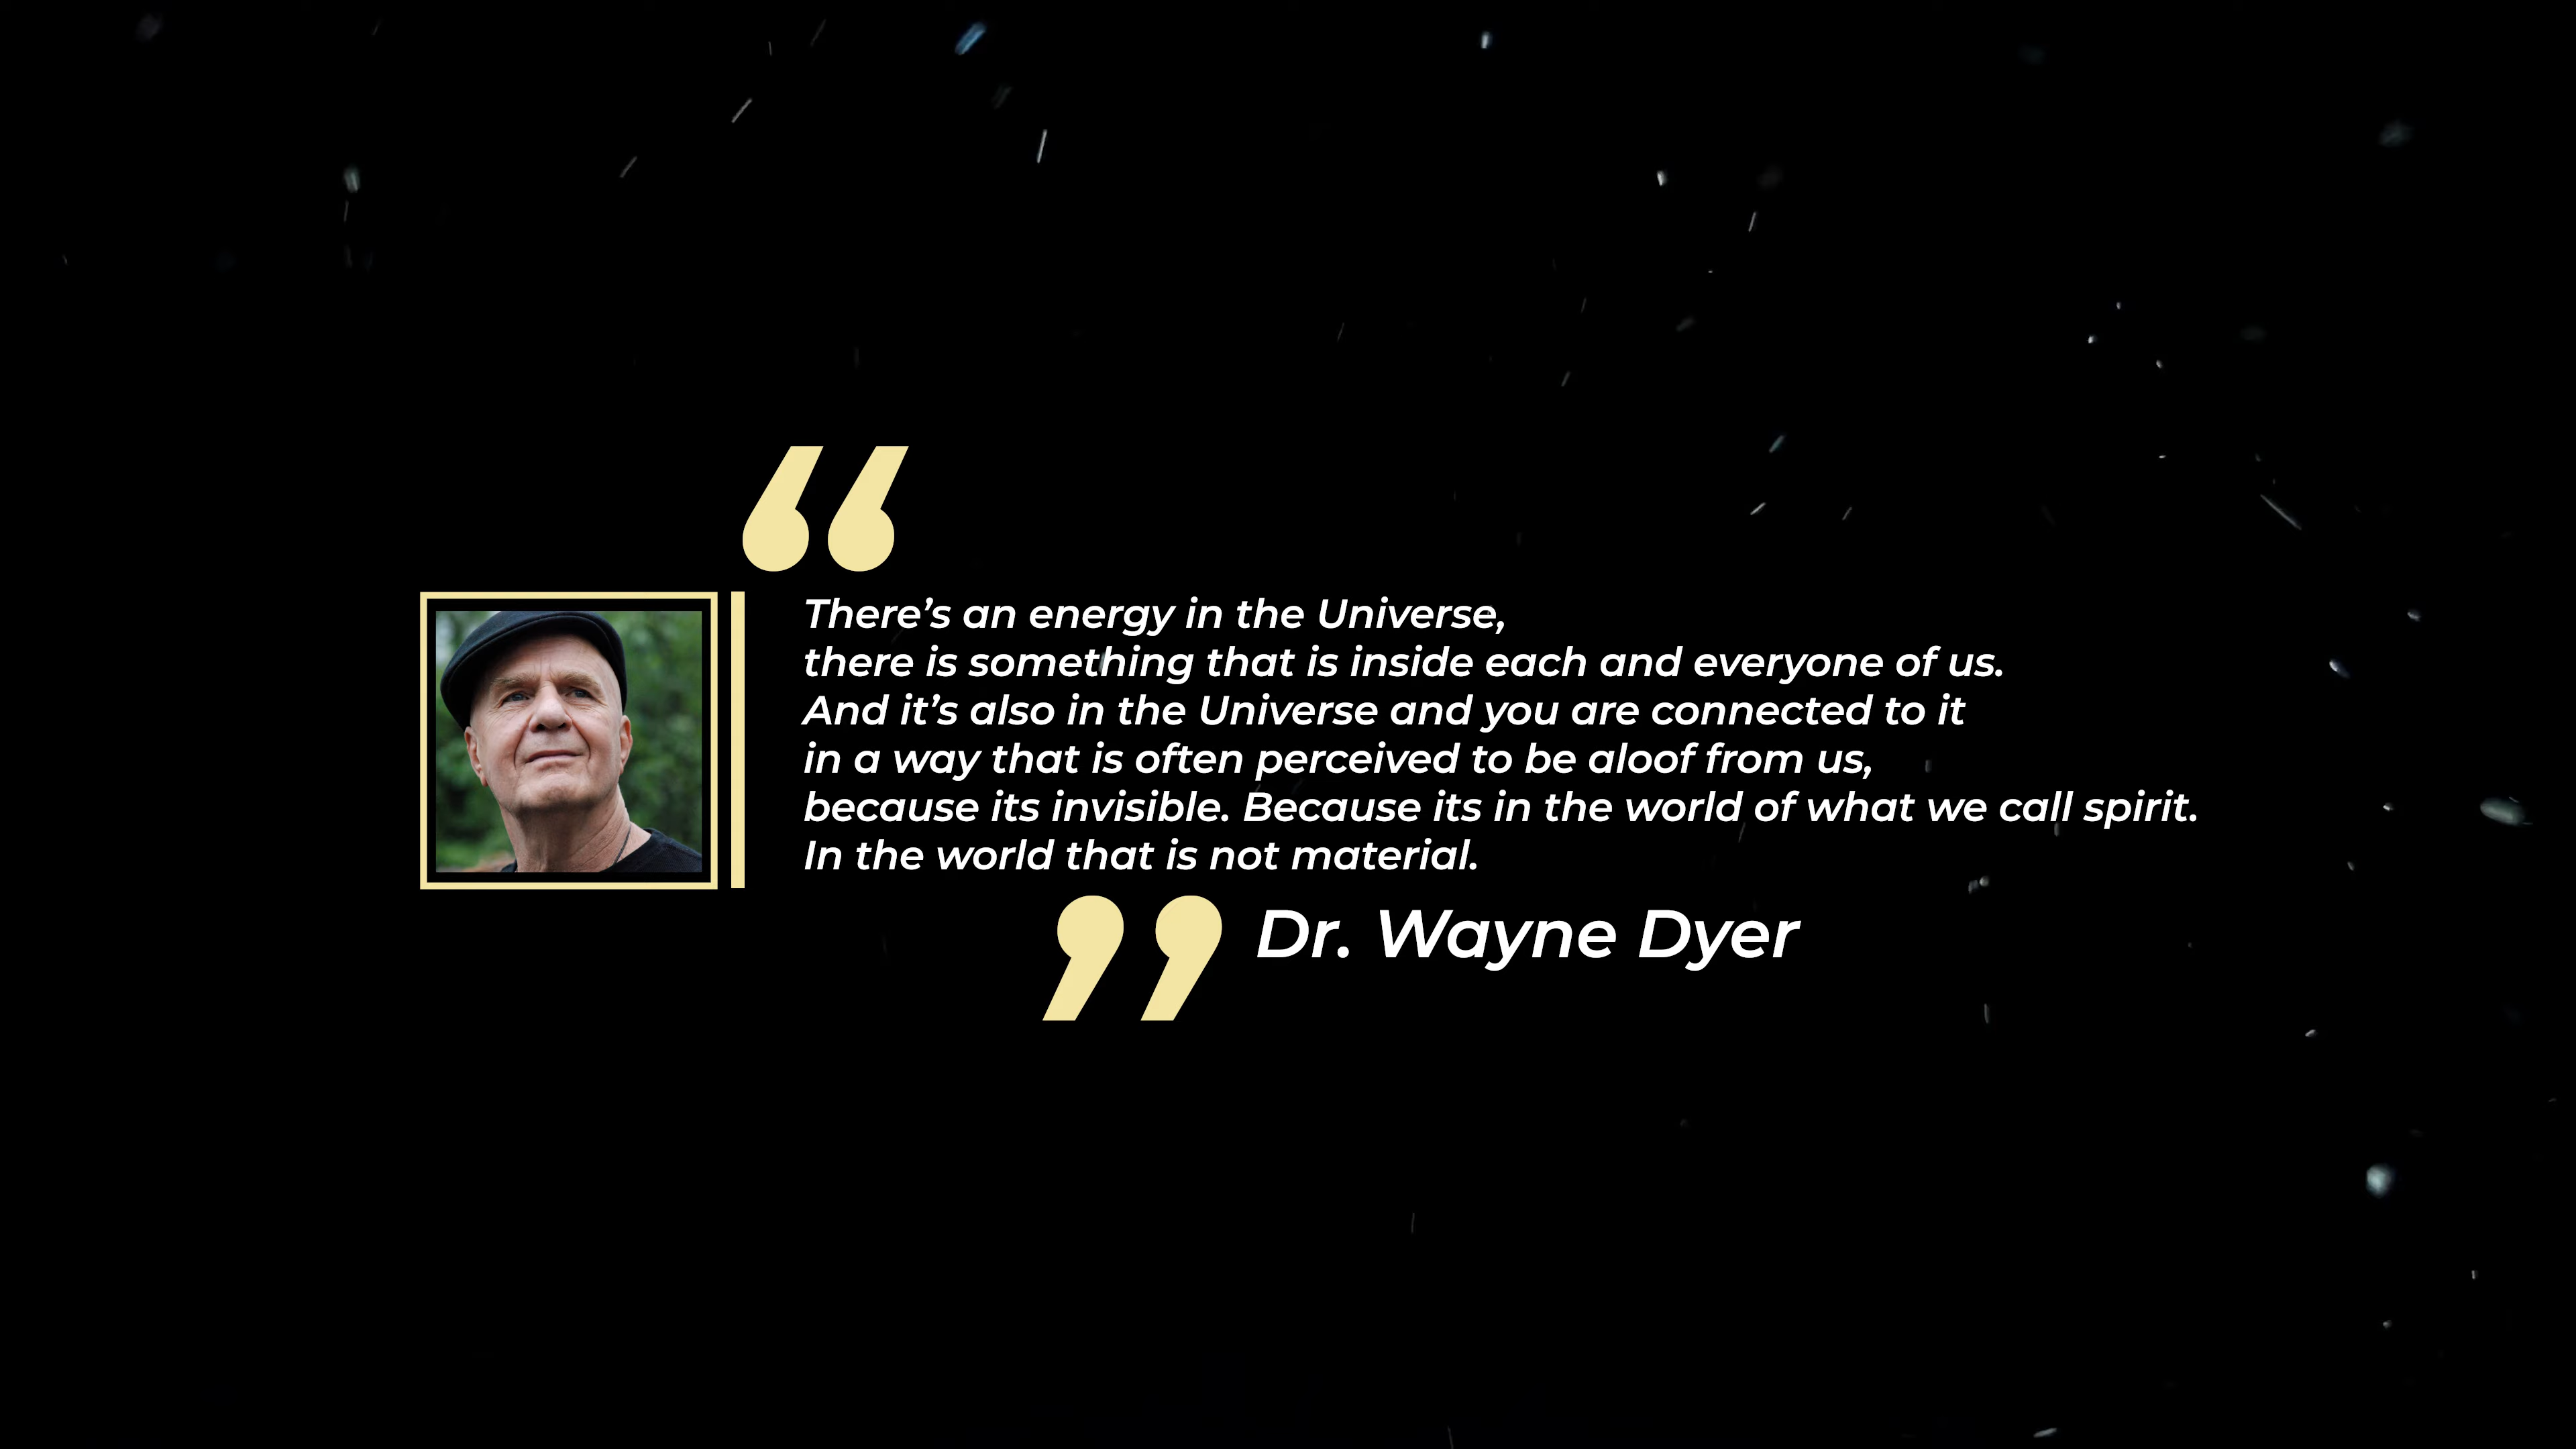 “
There’s an energy in the Universe,
there is something that is inside each and everyone of us.
And it’s also in the Universe and you are connected to it
in a way that is often perceived to be aloof from us,
because its invisible. Because its in the world of what we call spirit.
In the world that is not material.
” Dr. Wayne Dyer